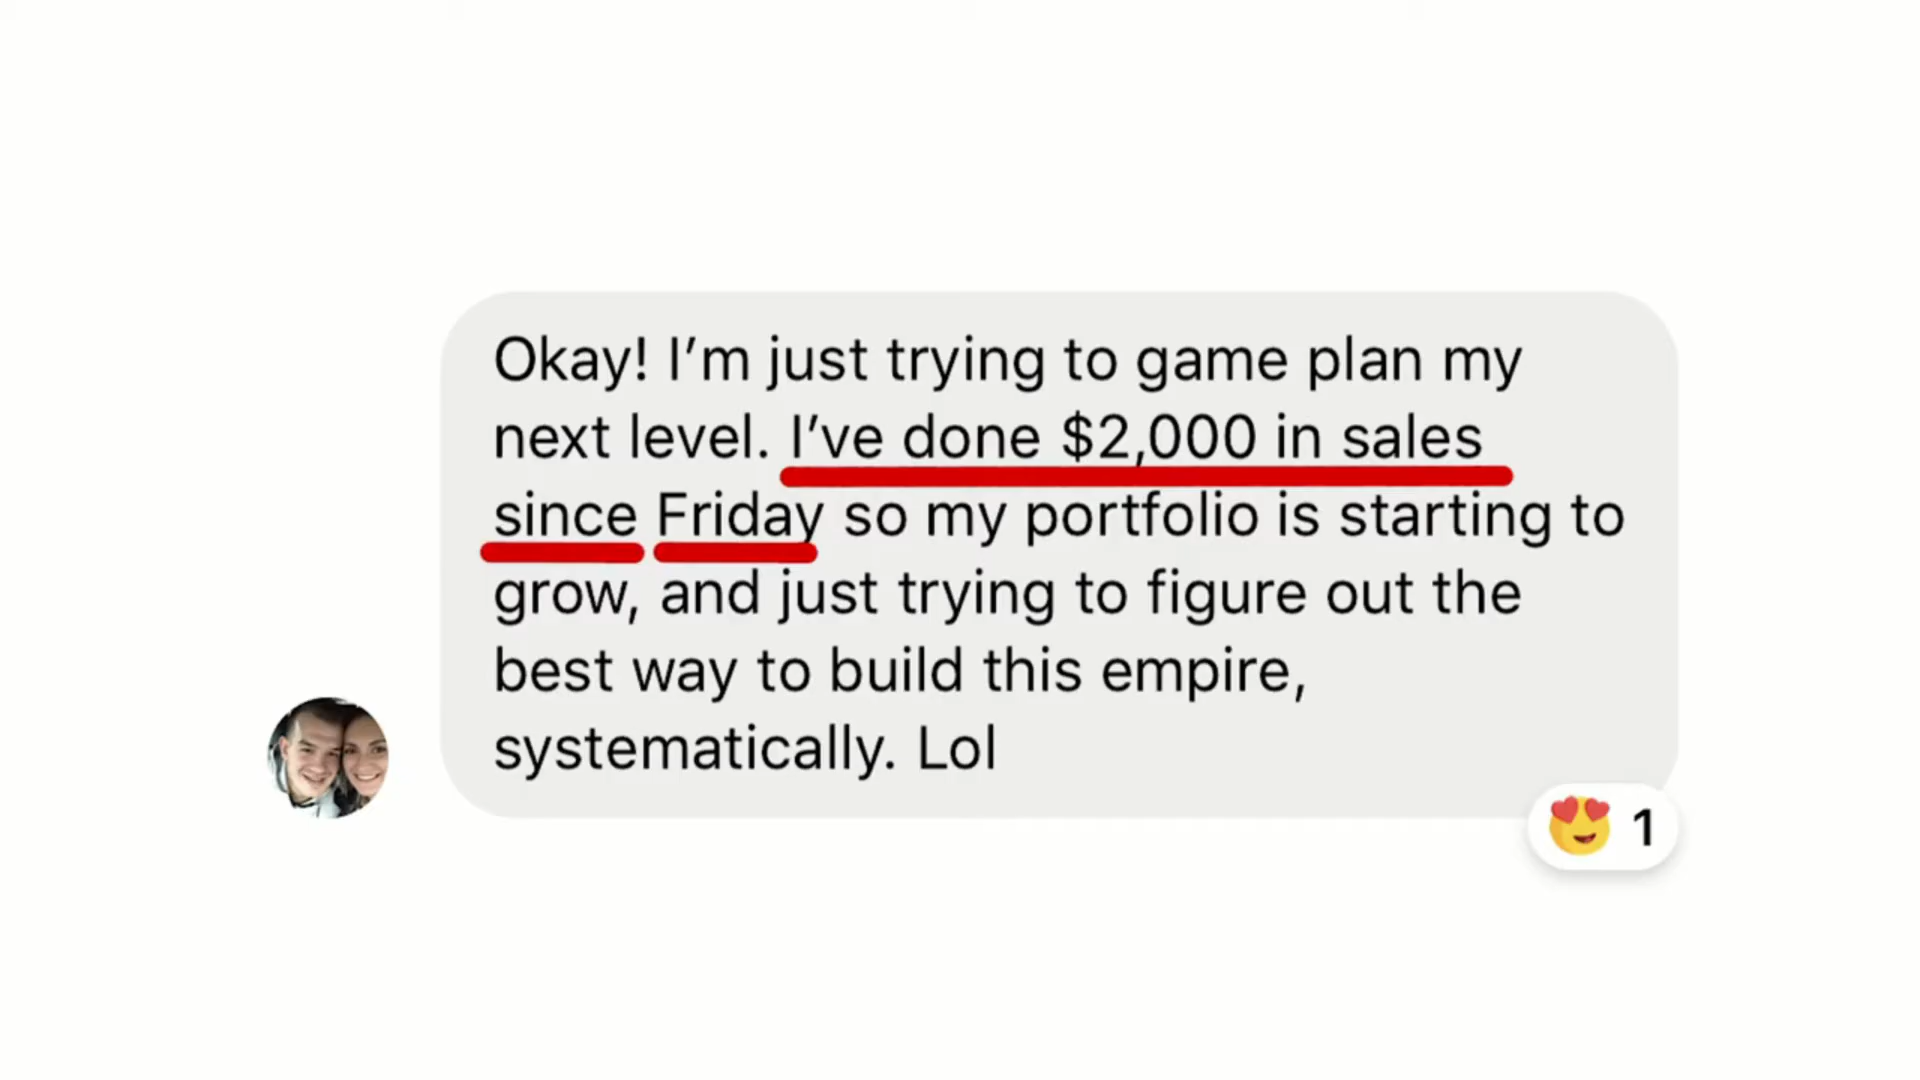 Okay! I’m just trying to game plan my
next level. I’ve done $2,000 in sales
since Friday so my portfolio is starting to
grow, and just trying to figure out the
best way to build this empire,
systematically. Lol
😍 1